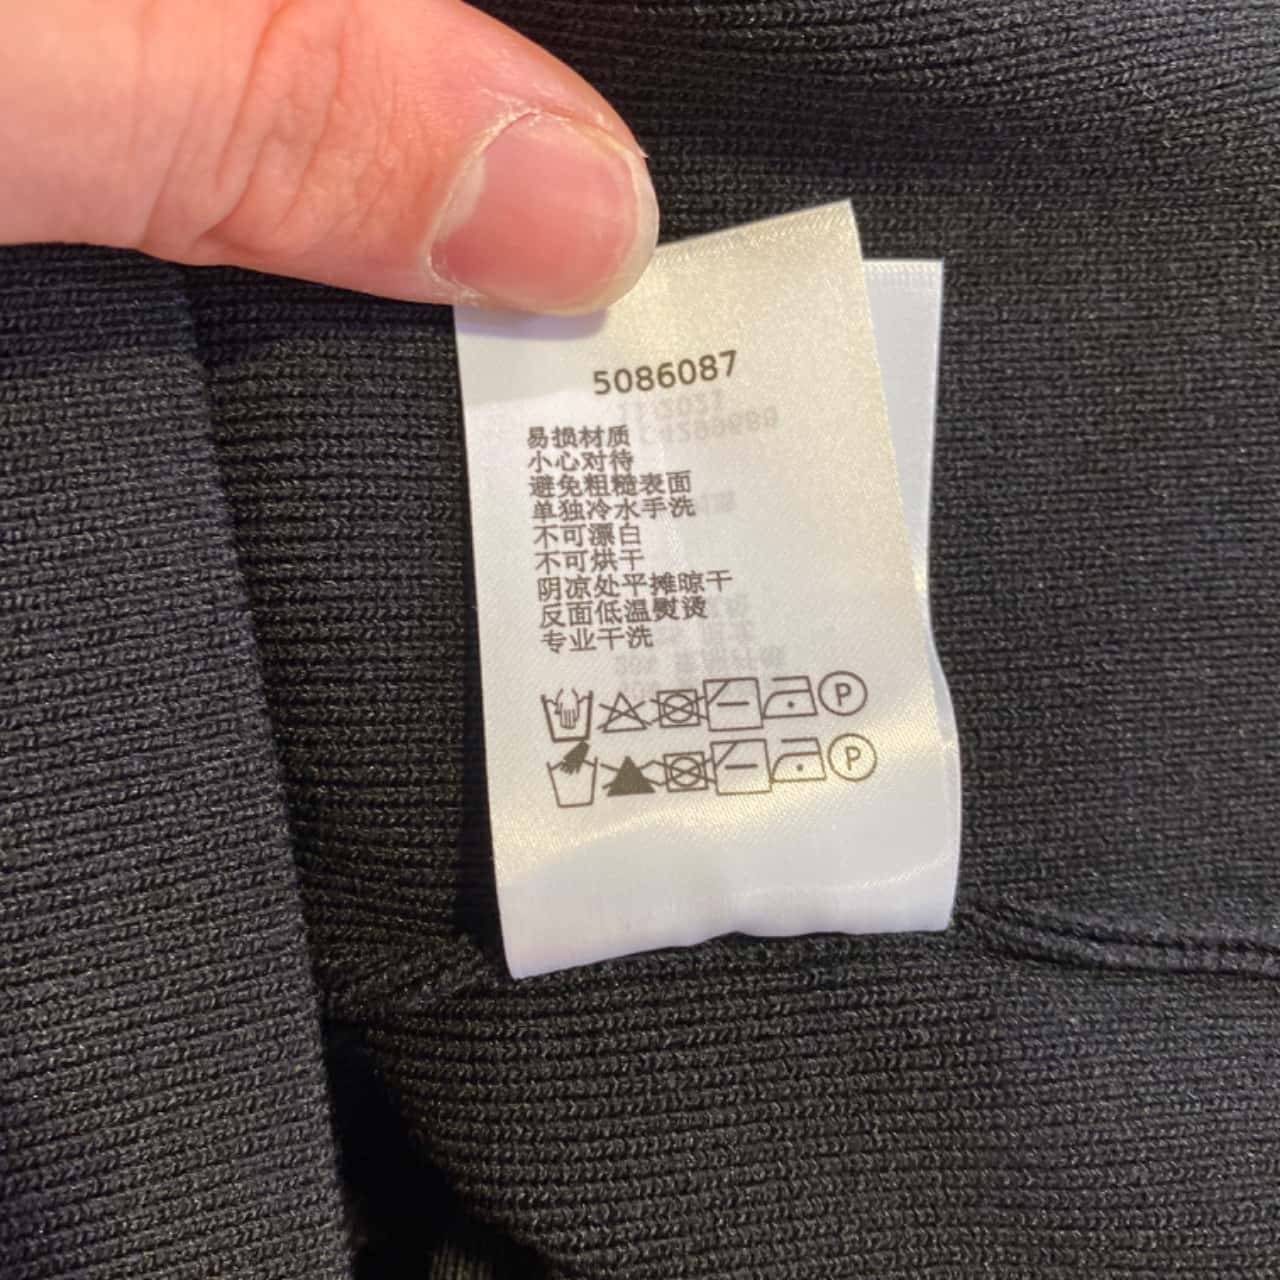 5086087
易损材质
小心对待
避免粗糙表面
单独冷水手洗
不可漂白
不可烘干
阴凉处平摊晾干
反面低温熨烫
专业干洗
P
P